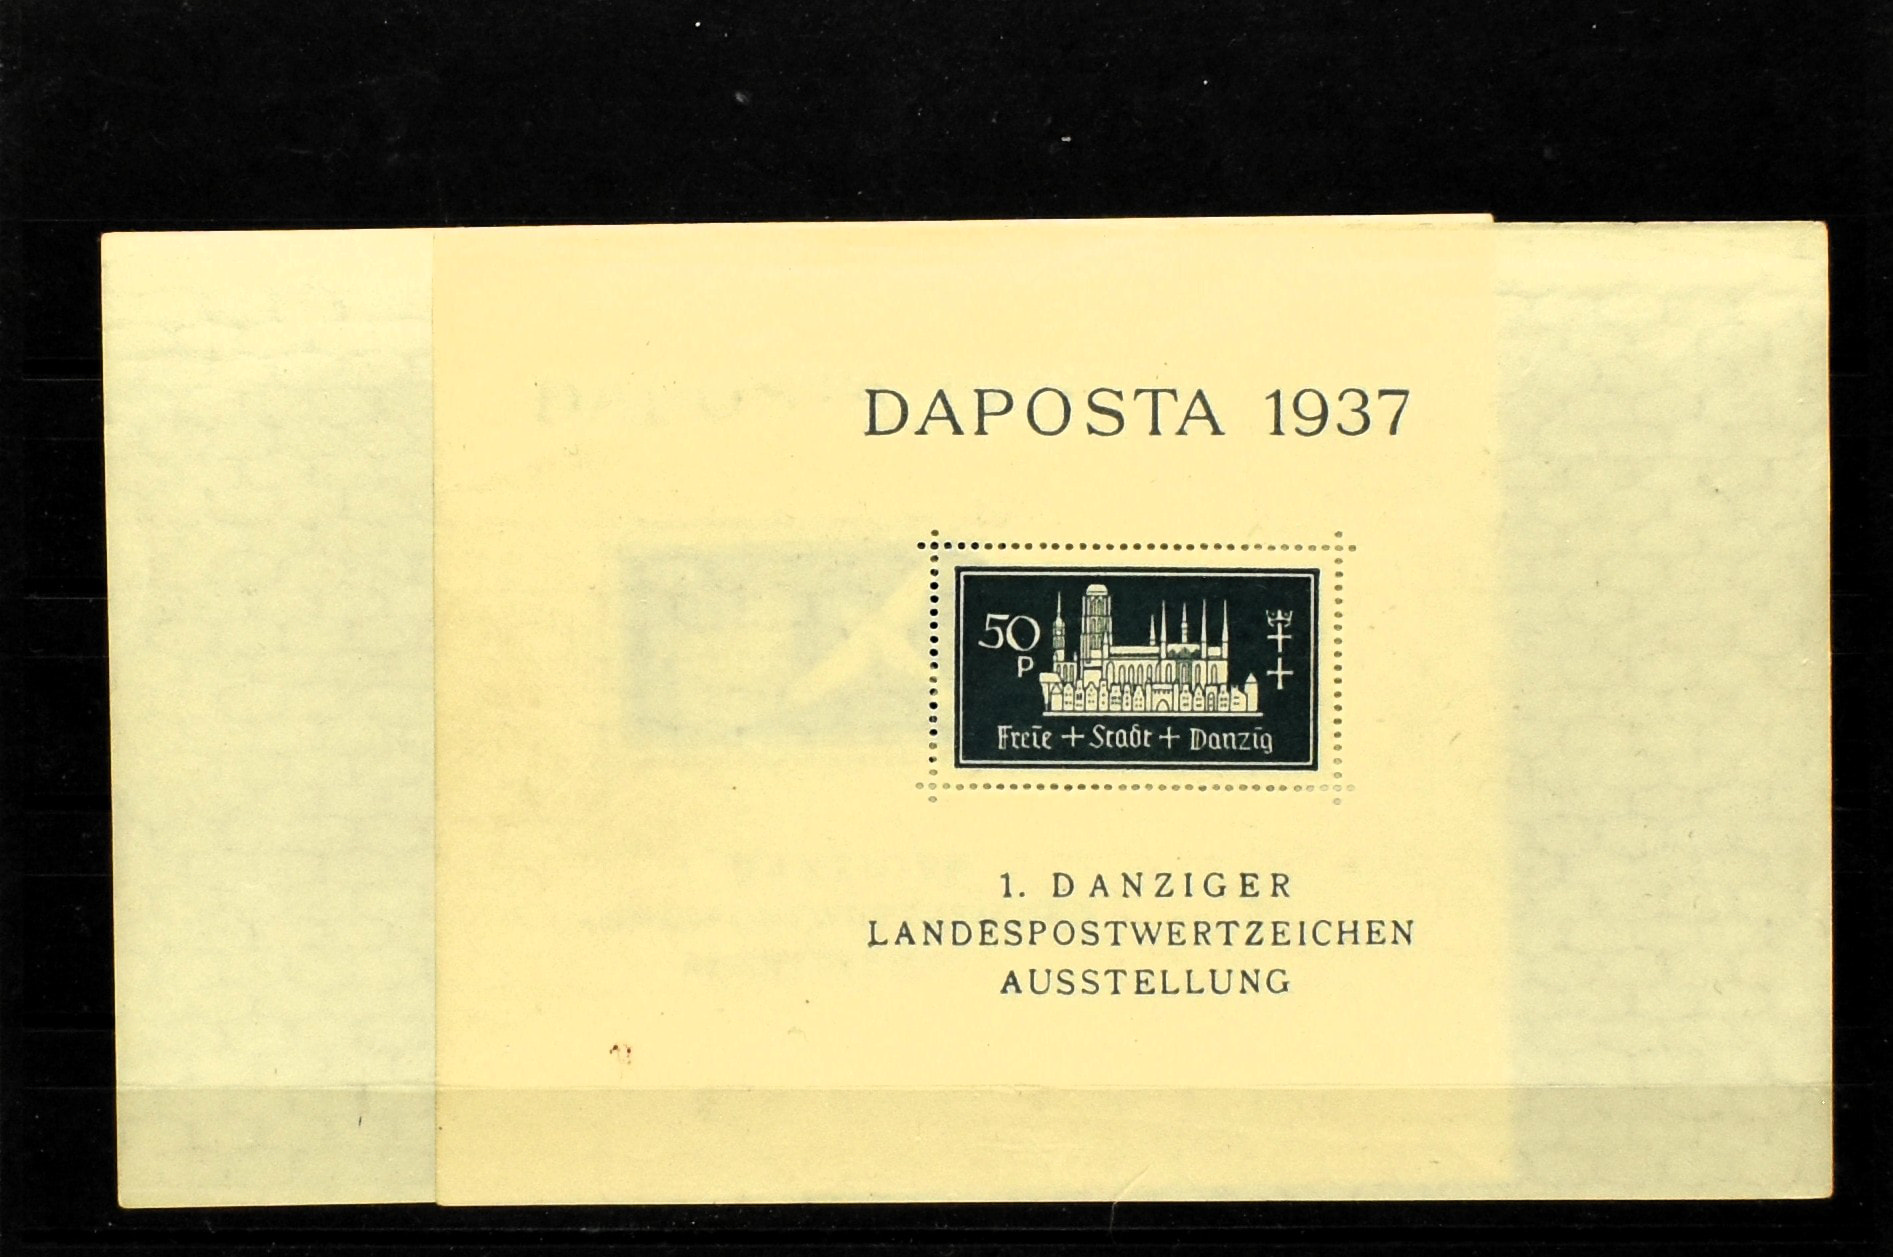 DAPOSTA 1937
50
P
Freie + Stadt + Danzig
1. DANZIGER
LANDESPOSTWERTZEICHEN
AUSSTELLUNG